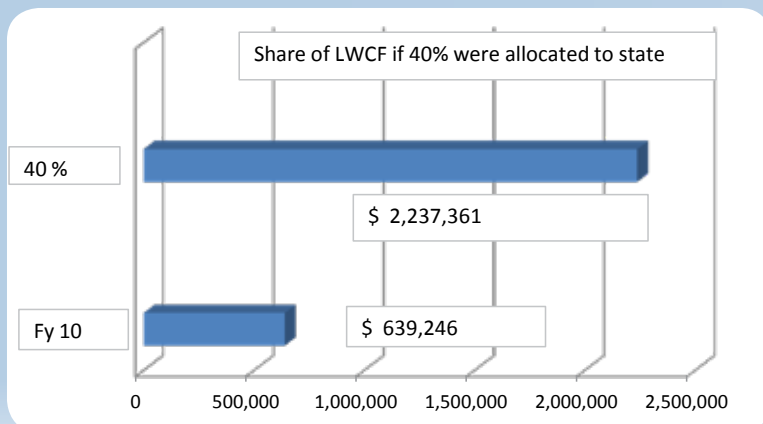 Share of LWCF if 40% were allocated to state
40 %
$ 2,237,361
Fy 10
$ 639,246
0 500,000 1,000,000 1,500,000 2,000,000 2,500,000